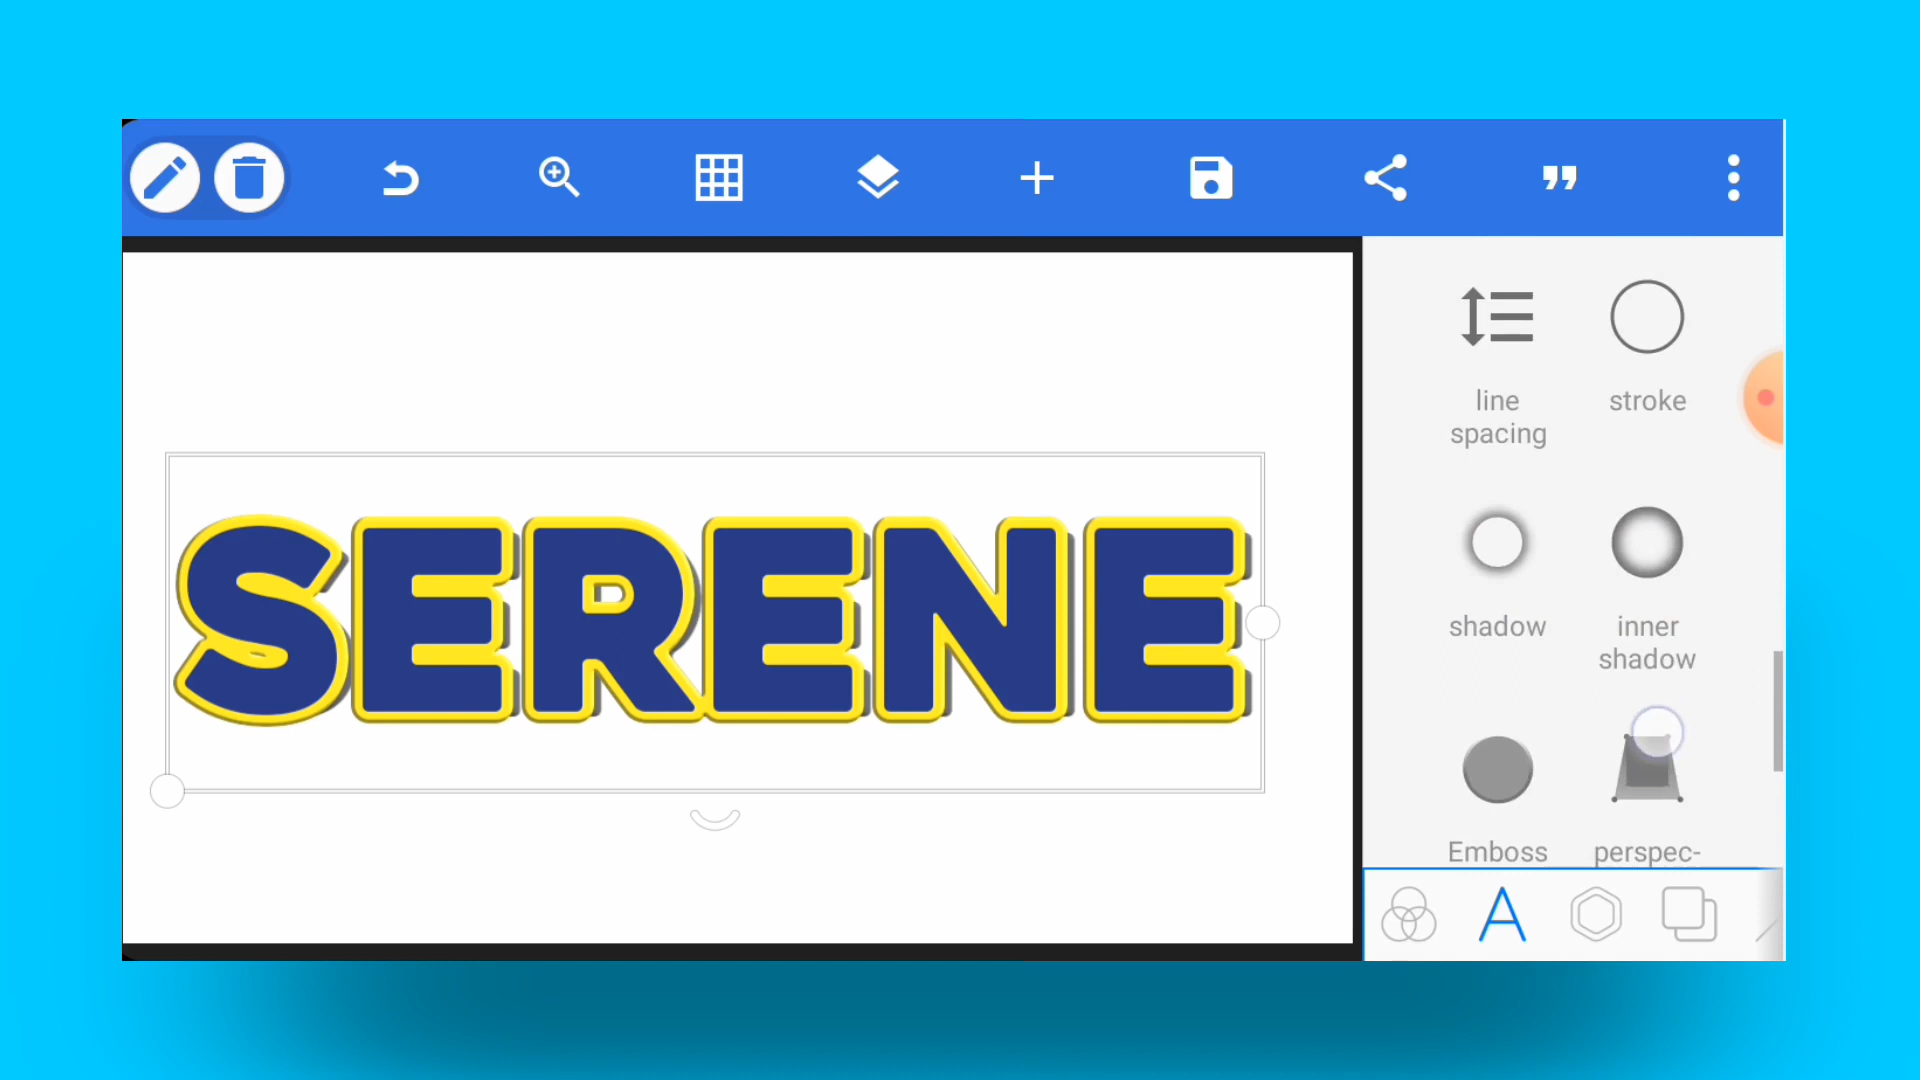 line
spacing
stroke
SERENE
shadow
inner
shadow
Emboss
perspec-